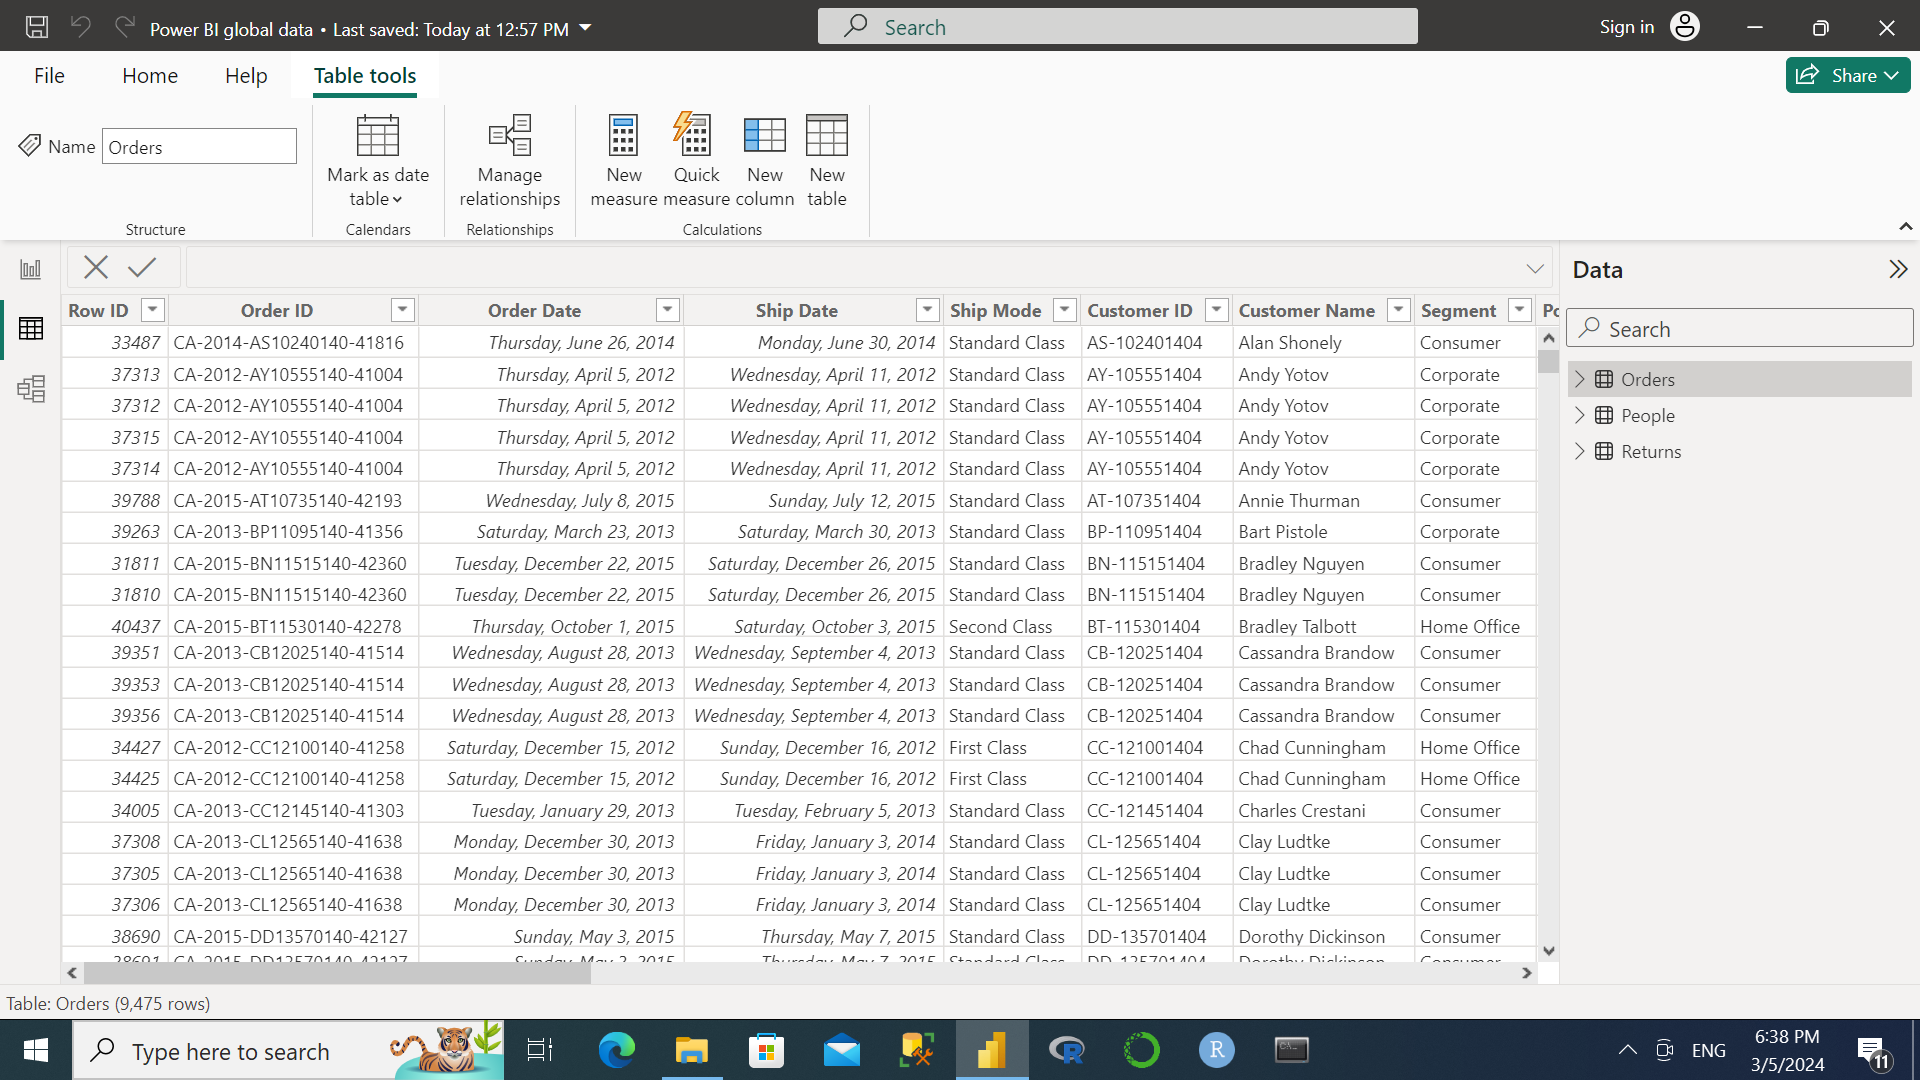 Power BI global data • Last saved: Today at 12:57 PM
Search
Sign in
File Home Help Table tools
Share
Name Orders
Mark as date table
Manage relationships
New measure
Quick measure
New column
New table
Structure Calendars Relationships Calculations
Data
Row ID Order ID Order Date Ship Date Ship Mode Customer ID Customer Name Segment Po
Search
33487 CA-2014-AS10240140-41816 Thursday, June 26, 2014 Monday, June 30, 2014 Standard Class AS-102401404 Alan Shonely Consumer
37313 CA-2012-AY10555140-41004 Thursday, April 5, 2012 Wednesday, April 11, 2012 Standard Class AY-105551404 Andy Yotov Corporate
37312 CA-2012-AY10555140-41004 Thursday, April 5, 2012 Wednesday, April 11, 2012 Standard Class AY-105551404 Andy Yotov Corporate
37315 CA-2012-AY10555140-41004 Thursday, April 5, 2012 Wednesday, April 11, 2012 Standard Class AY-105551404 Andy Yotov Corporate
37314 CA-2012-AY10555140-41004 Thursday, April 5, 2012 Wednesday, April 11, 2012 Standard Class AY-105551404 Andy Yotov Corporate
39788 CA-2015-AT10735140-42193 Wednesday, July 8, 2015 Sunday, July 12, 2015 Standard Class AT-107351404 Annie Thurman Consumer
39263 CA-2013-BP11095140-41356 Saturday, March 23, 2013 Saturday, March 30, 2013 Standard Class BP-110951404 Bart Pistole Corporate
31811 CA-2015-BN11515140-42360 Tuesday, December 22, 2015 Saturday, December 26, 2015 Standard Class BN-115151404 Bradley Nguyen Consumer
31810 CA-2015-BN11515140-42360 Tuesday, December 22, 2015 Saturday, December 26, 2015 Standard Class BN-115151404 Bradley Nguyen Consumer
40437 CA-2015-BT11530140-42278 Thursday, October 1, 2015 Saturday, October 3, 2015 Second Class BT-115301404 Bradley Talbott Home Office
39351 CA-2013-CB12025140-41514 Wednesday, August 28, 2013 Wednesday, September 4, 2013 Standard Class CB-120251404 Cassandra Brandow Consumer
39353 CA-2013-CB12025140-41514 Wednesday, August 28, 2013 Wednesday, September 4, 2013 Standard Class CB-120251404 Cassandra Brandow Consumer
39356 CA-2013-CB12025140-41514 Wednesday, August 28, 2013 Wednesday, September 4, 2013 Standard Class CB-120251404 Cassandra Brandow Consumer
34427 CA-2012-CC12100140-41258 Saturday, December 15, 2012 Sunday, December 16, 2012 First Class CC-121001404 Chad Cunningham Home Office
34425 CA-2012-CC12100140-41258 Saturday, December 15, 2012 Sunday, December 16, 2012 First Class CC-121001404 Chad Cunningham Home Office
34005 CA-2013-CC12145140-41303 Tuesday, January 29, 2013 Tuesday, February 5, 2013 Standard Class CC-121451404 Charles Crestani Consumer
37308 CA-2013-CL12565140-41638 Monday, December 30, 2013 Friday, January 3, 2014 Standard Class CL-125651404 Clay Ludtke Consumer
37305 CA-2013-CL12565140-41638 Monday, December 30, 2013 Friday, January 3, 2014 Standard Class CL-125651404 Clay Ludtke Consumer
37306 CA-2013-CL12565140-41638 Monday, December 30, 2013 Friday, January 3, 2014 Standard Class CL-125651404 Clay Ludtke Consumer
38690 CA-2015-DD13570140-42127 Sunday, May 3, 2015 Thursday, May 7, 2015 Standard Class DD-135701404 Dorothy Dickinson Consumer
38691 CA-2015-DD13570140-42127 Sunday, May 3, 2015 Thursday, May 7, 2015 Standard Class DD-135701404 Dorothy Dickinson Consumer
Orders
People
Returns
Table: Orders (9,475 rows)
Type here to search
ENG
6:38 PM
3/5/2024
11